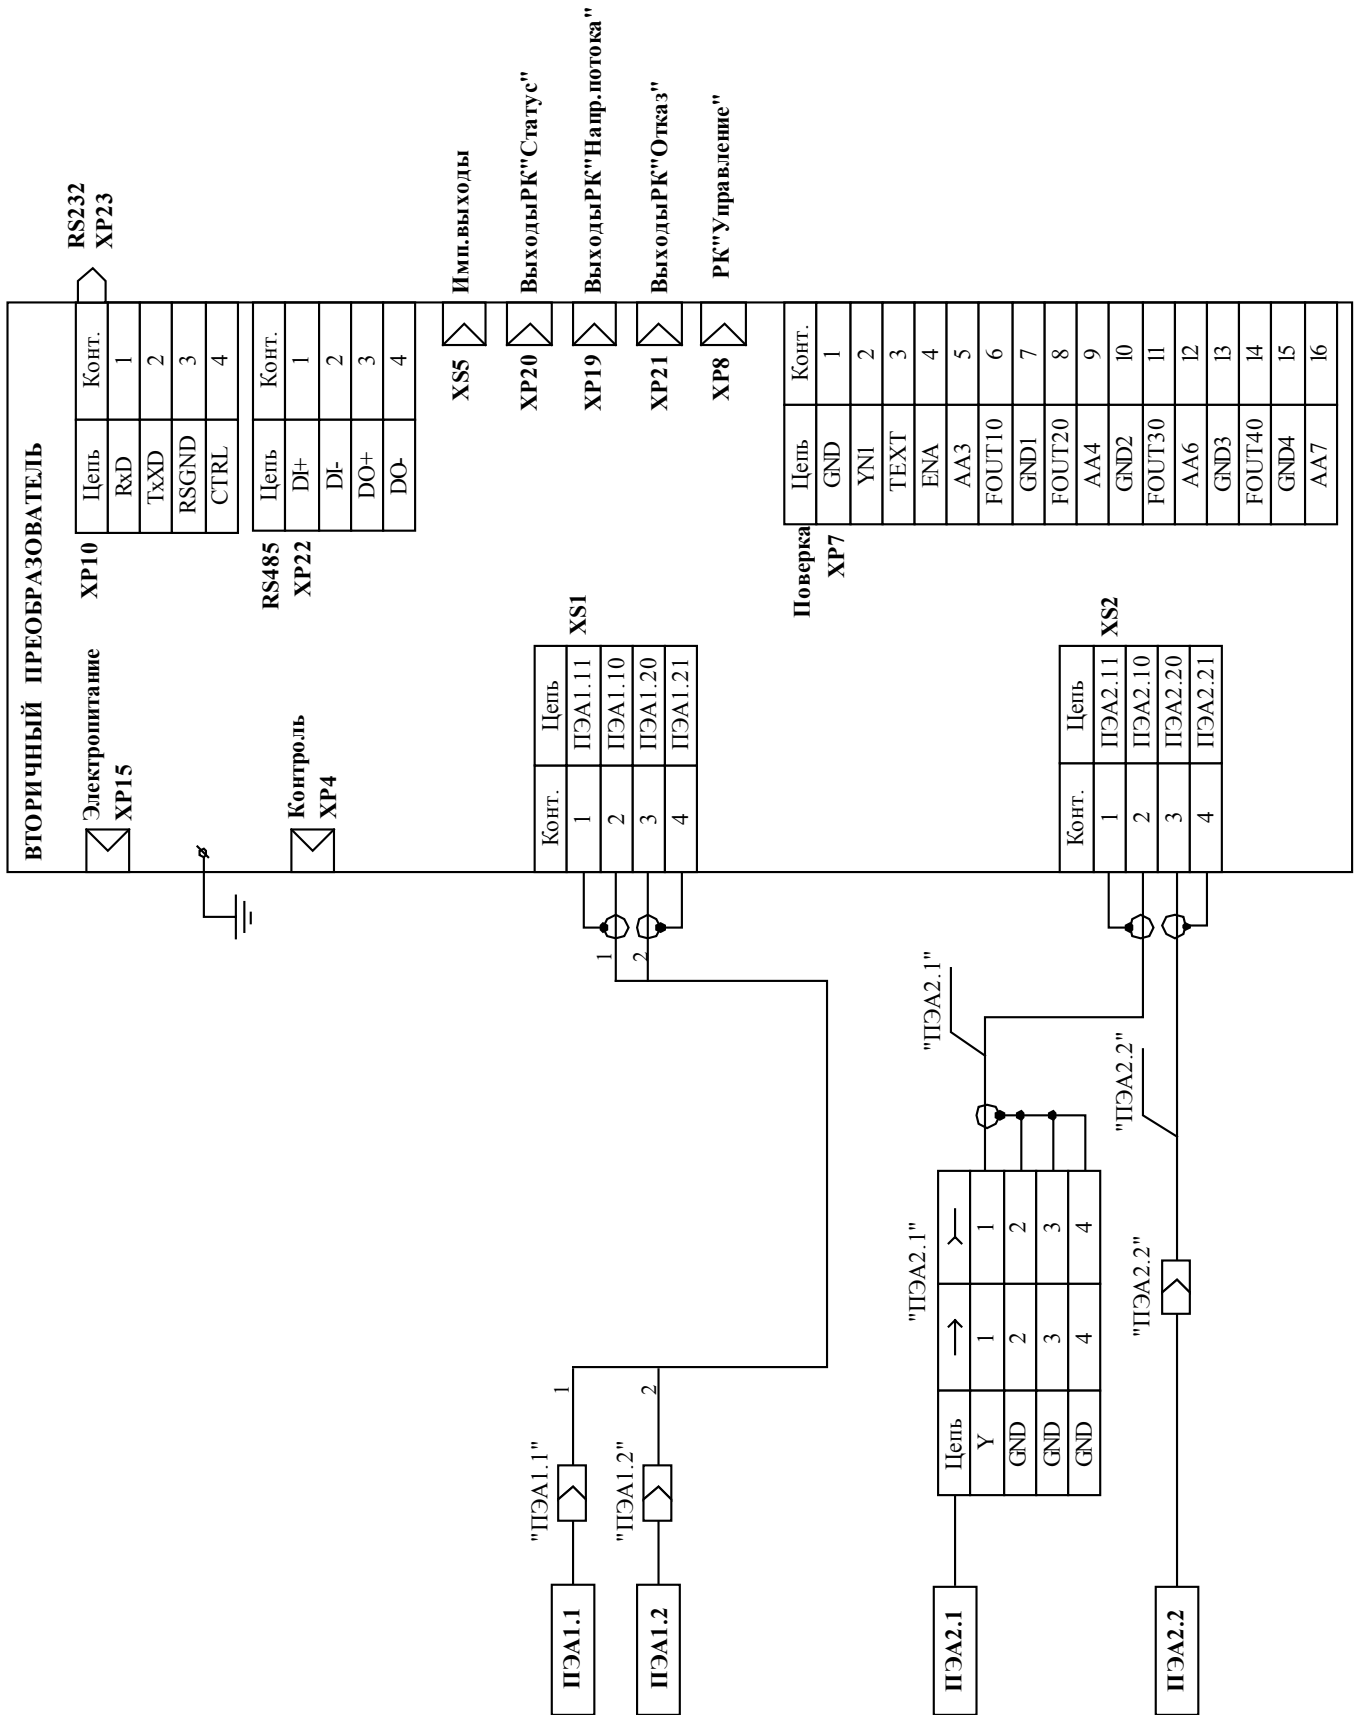 ВТОРИЧНЫЙ ПРЕОБРАЗОВАТЕЛЬ
Электропитание
XP15
Контроль
XP4
XP10
Цепь Конт.
RxD 1
TxXD 2
RSGND 3
CTRL 4
RS232
XP23
RS485
XP22
Цепь Конт.
DI+ 1
DI- 2
DO+ 3
DO- 4
XS5 Имп.выходы
XP20 ВыходыРК"Статус"
XP19 ВыходыРК"Напр.потока"
XP21 ВыходыРК"Отказ"
XP8 РК"Управление"
Поверка
XP7
Цепь Конт.
GND 1
YN1 2
TEXT 3
ENA 4
AA3 5
FOUT10 6
GND1 7
FOUT20 8
AA4 9
GND2 10
FOUT30 11
AA6 12
GND3 13
FOUT40 14
GND4 15
AA7 16
XS1
Конт. Цепь
1 ПЭА1.11
2 ПЭА1.10
3 ПЭА1.20
4 ПЭА1.21
1
2
XS2
Конт. Цепь
1 ПЭА2.11
2 ПЭА2.10
3 ПЭА2.20
4 ПЭА2.21
ПЭА1.1
"ПЭА1.1"
1
ПЭА1.2
"ПЭА1.2"
2
ПЭА2.1
"ПЭА2.1"
Цепь
Y 1 1
GND 2 2
GND 3 3
GND 4 4
"ПЭА2.1"
ПЭА2.2
"ПЭА2.2"
"ПЭА2.2"